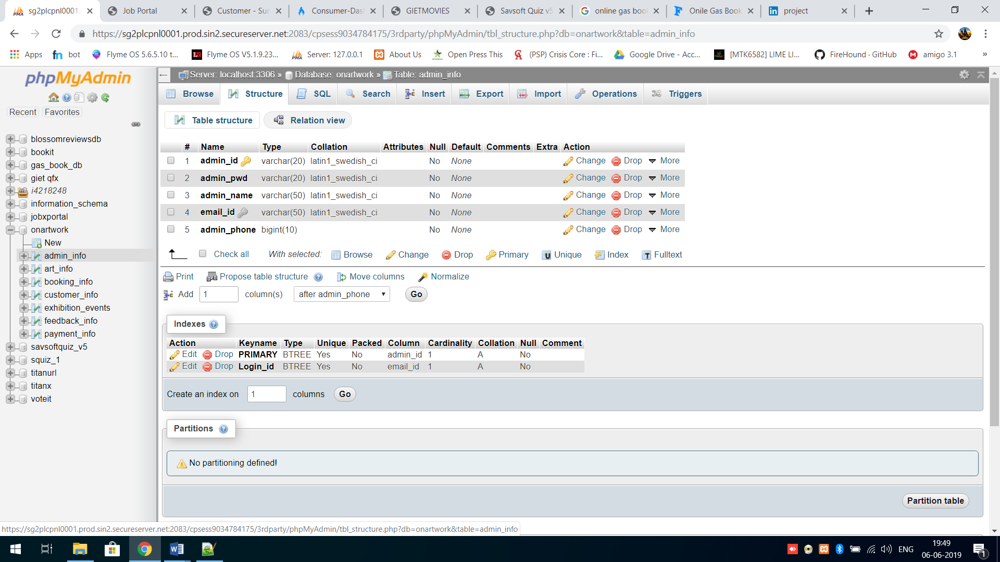 sg2plcpnl0001. Job Portal Customer - Sun Consumer-Das GIETMOVIES Savsoft Quiz v5 online gas boo Onile Gas Book project
https://sg2plcpnl0001.prod.sin2.secureserver.net:2083/cpsess9034784175/3rdparty/phpMyAdmin/tbl_structure.php?db=onartwork&table=admin_info
Apps fn bot Flyme OS 5.6.5.10 t... LR Flyme OS V5.1.9.23... PMA Server: 127.0.0.1 About Us Open Press This (PSP) Crisis Core : Fi... Google Drive - Acc... [MTK6582] LIME LI... FireHound · GitHub M amigo 3.1 »
phpMyAdmin
Recent Favorites
blossomreviewsdb
bookit
gas_book_db
giet qfx
i4218248
information_schema
jobxportal
onartwork
New
admin_info
art_info
booking_info
customer_info
exhibition_events
feedback_info
payment_info
savsoftquiz_v5
squiz_1
titanurl
titanx
voteit
Server: localhost:3306 » Database: onartwork » Table: admin_info
Browse Structure SQL Search Insert Export Import Operations Triggers
Table structure Relation view
# Name Type Collation Attributes Null Default Comments Extra Action
1 admin_id varchar(20) latin1_swedish_ci No None Change Drop More
2 admin_pwd varchar(20) latin1_swedish_ci No None Change Drop More
3 admin_name varchar(50) latin1_swedish_ci No None Change Drop More
4 email_id varchar(50) latin1_swedish_ci No None Change Drop More
5 admin_phone bigint(10) No None Change Drop More
Check all With selected: Browse Change Drop Primary U Unique Index T Fulltext
Print Propose table structure Move columns Normalize
Add 1 column(s) after admin_phone Go
Indexes
Action Keyname Type Unique Packed Column Cardinality Collation Null Comment
Edit Drop PRIMARY BTREE Yes No admin_id 1 A No
Edit Drop Login_id BTREE Yes No email_id 1 A No
Create an index on 1 columns Go
Partitions
No partitioning defined!
Partition table
https://sg2plcpnl0001.prod.sin2.secureserver.net:2083/cpsess9034784175/3rdparty/phpMyAdmin/tbl_structure.php?db=onartwork&table=admin_info
ENG 19:49
06-06-2019 1